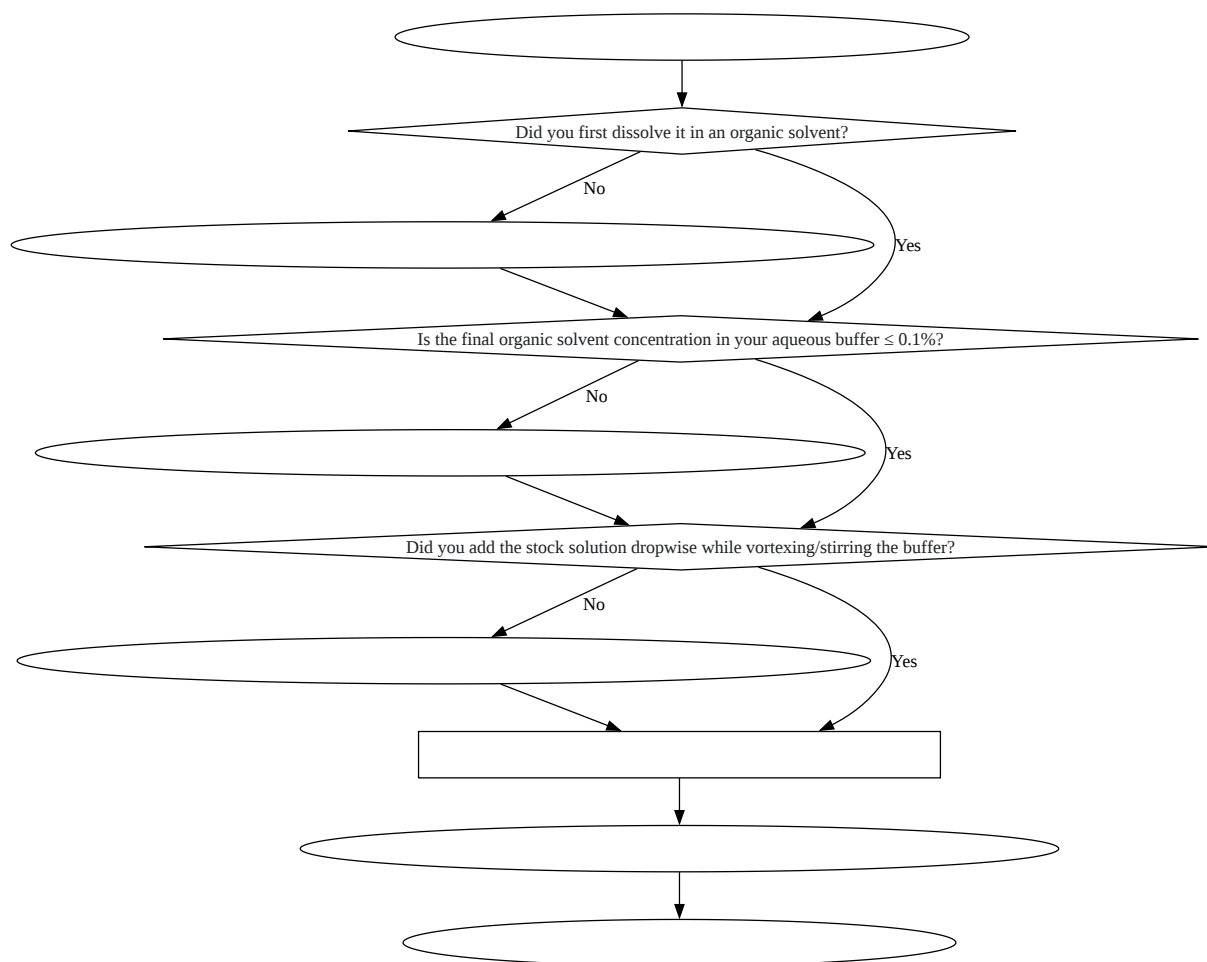 Did you first dissolve it in an organic solvent?
No
Yes
Is the final organic solvent concentration in your aqueous buffer ≤ 0.1%?
No
Yes
Did you add the stock solution dropwise while vortexing/stirring the buffer?
No
Yes